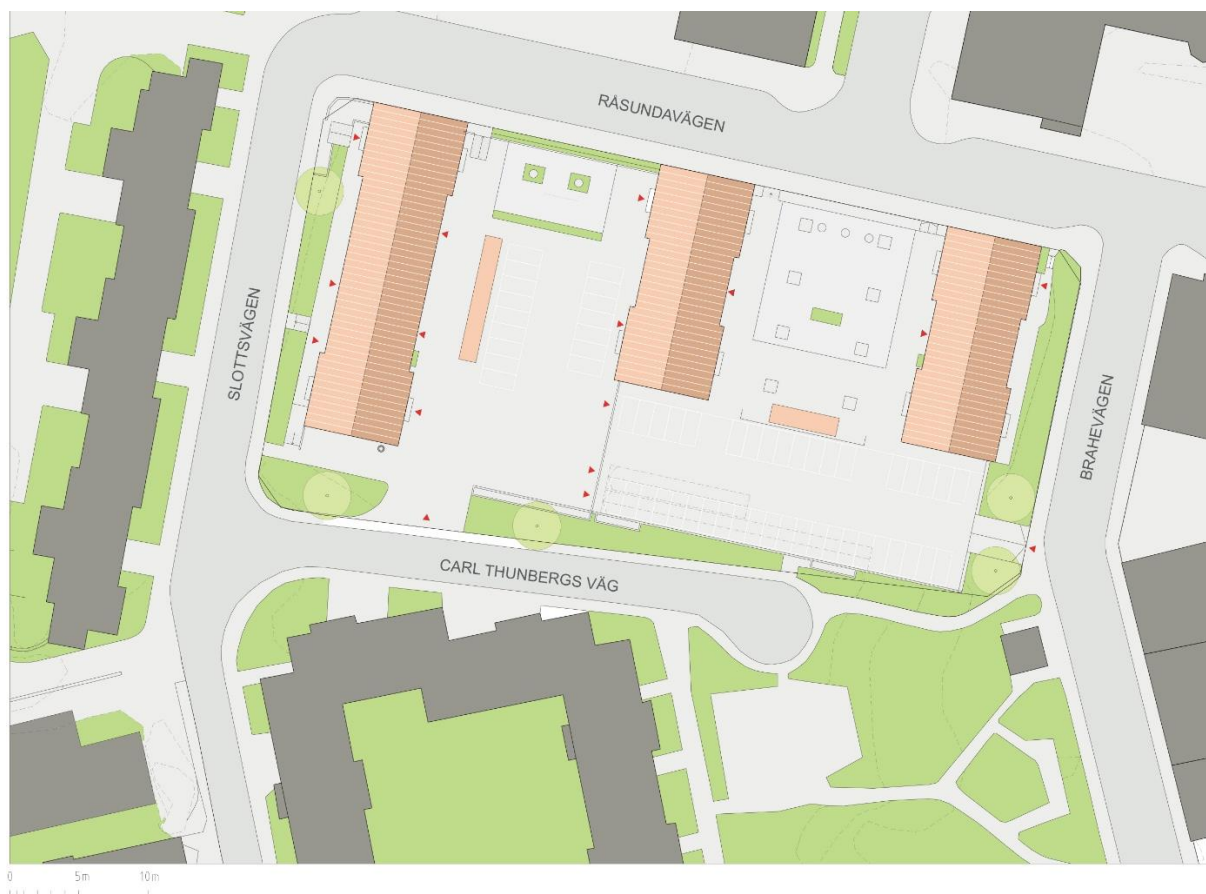 RÅSUNDAVÄGEN
SLOTTSVÄGEN
BRAHEVÄGEN
CARL THUNBERGS VÄG
0 5m 10m